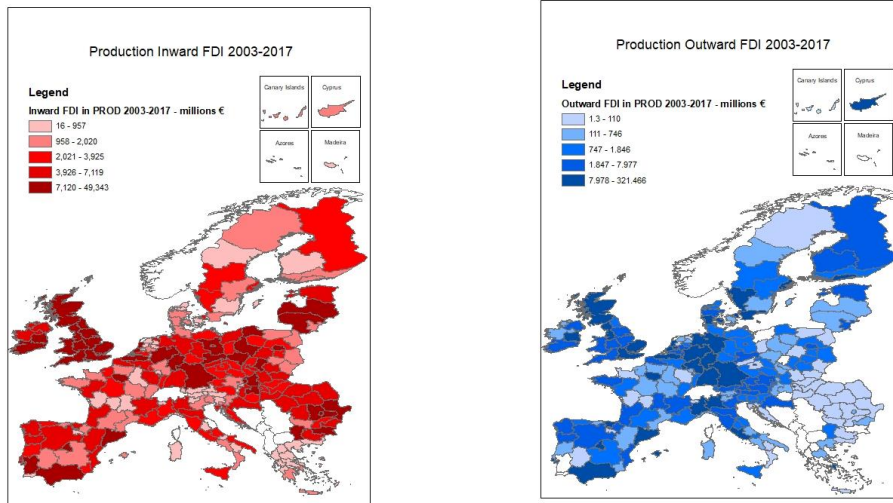 Production Inward FDI 2003-2017
Legend
Inward FDI in PROD 2003-2017 - millions €
16 - 957
958 - 2,020
2,021 - 3,925
3,926 - 7,119
7,120 - 49,343
Canary Islands
Cyprus
Azores
Madeira
Production Outward FDI 2003-2017
Legend
Outward FDI in PROD 2003-2017 - millions €
1.3 - 110
111 - 746
747 - 1.846
1.847 - 7.977
7.978 - 321.466
Canary Islands
Cyprus
Azores
Madeira